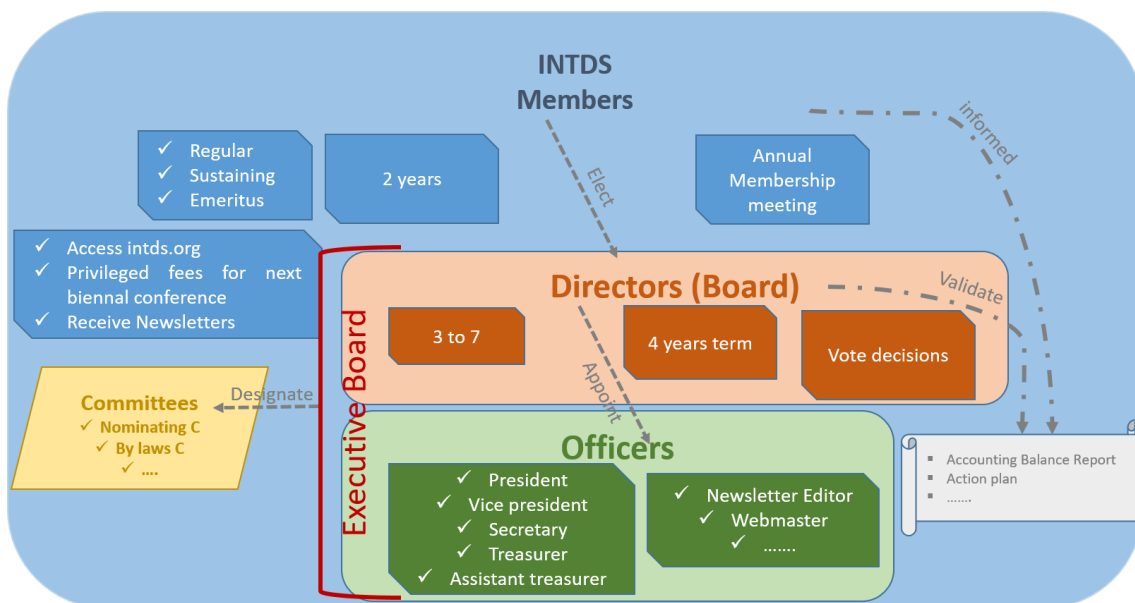 INTDS
Members
informed
✓ Regular
✓ Sustaining
✓ Emeritus
2 years
Elect
Annual
Membership
meeting
✓ Access intds.org
✓ Privileged fees for next
biennal conference
✓ Receive Newsletters
Executive Board
Directors (Board)
Validate
3 to 7
4 years term
Vote decisions
Appoint
Designate
Committees
✓ Nominating C
✓ By laws C
✓ ....
Officers
✓ President
✓ Vice president
✓ Secretary
✓ Treasurer
✓ Assistant treasurer
✓ Newsletter Editor
✓ Webmaster
✓ .......
▪ Accounting Balance Report
▪ Action plan
▪ .......